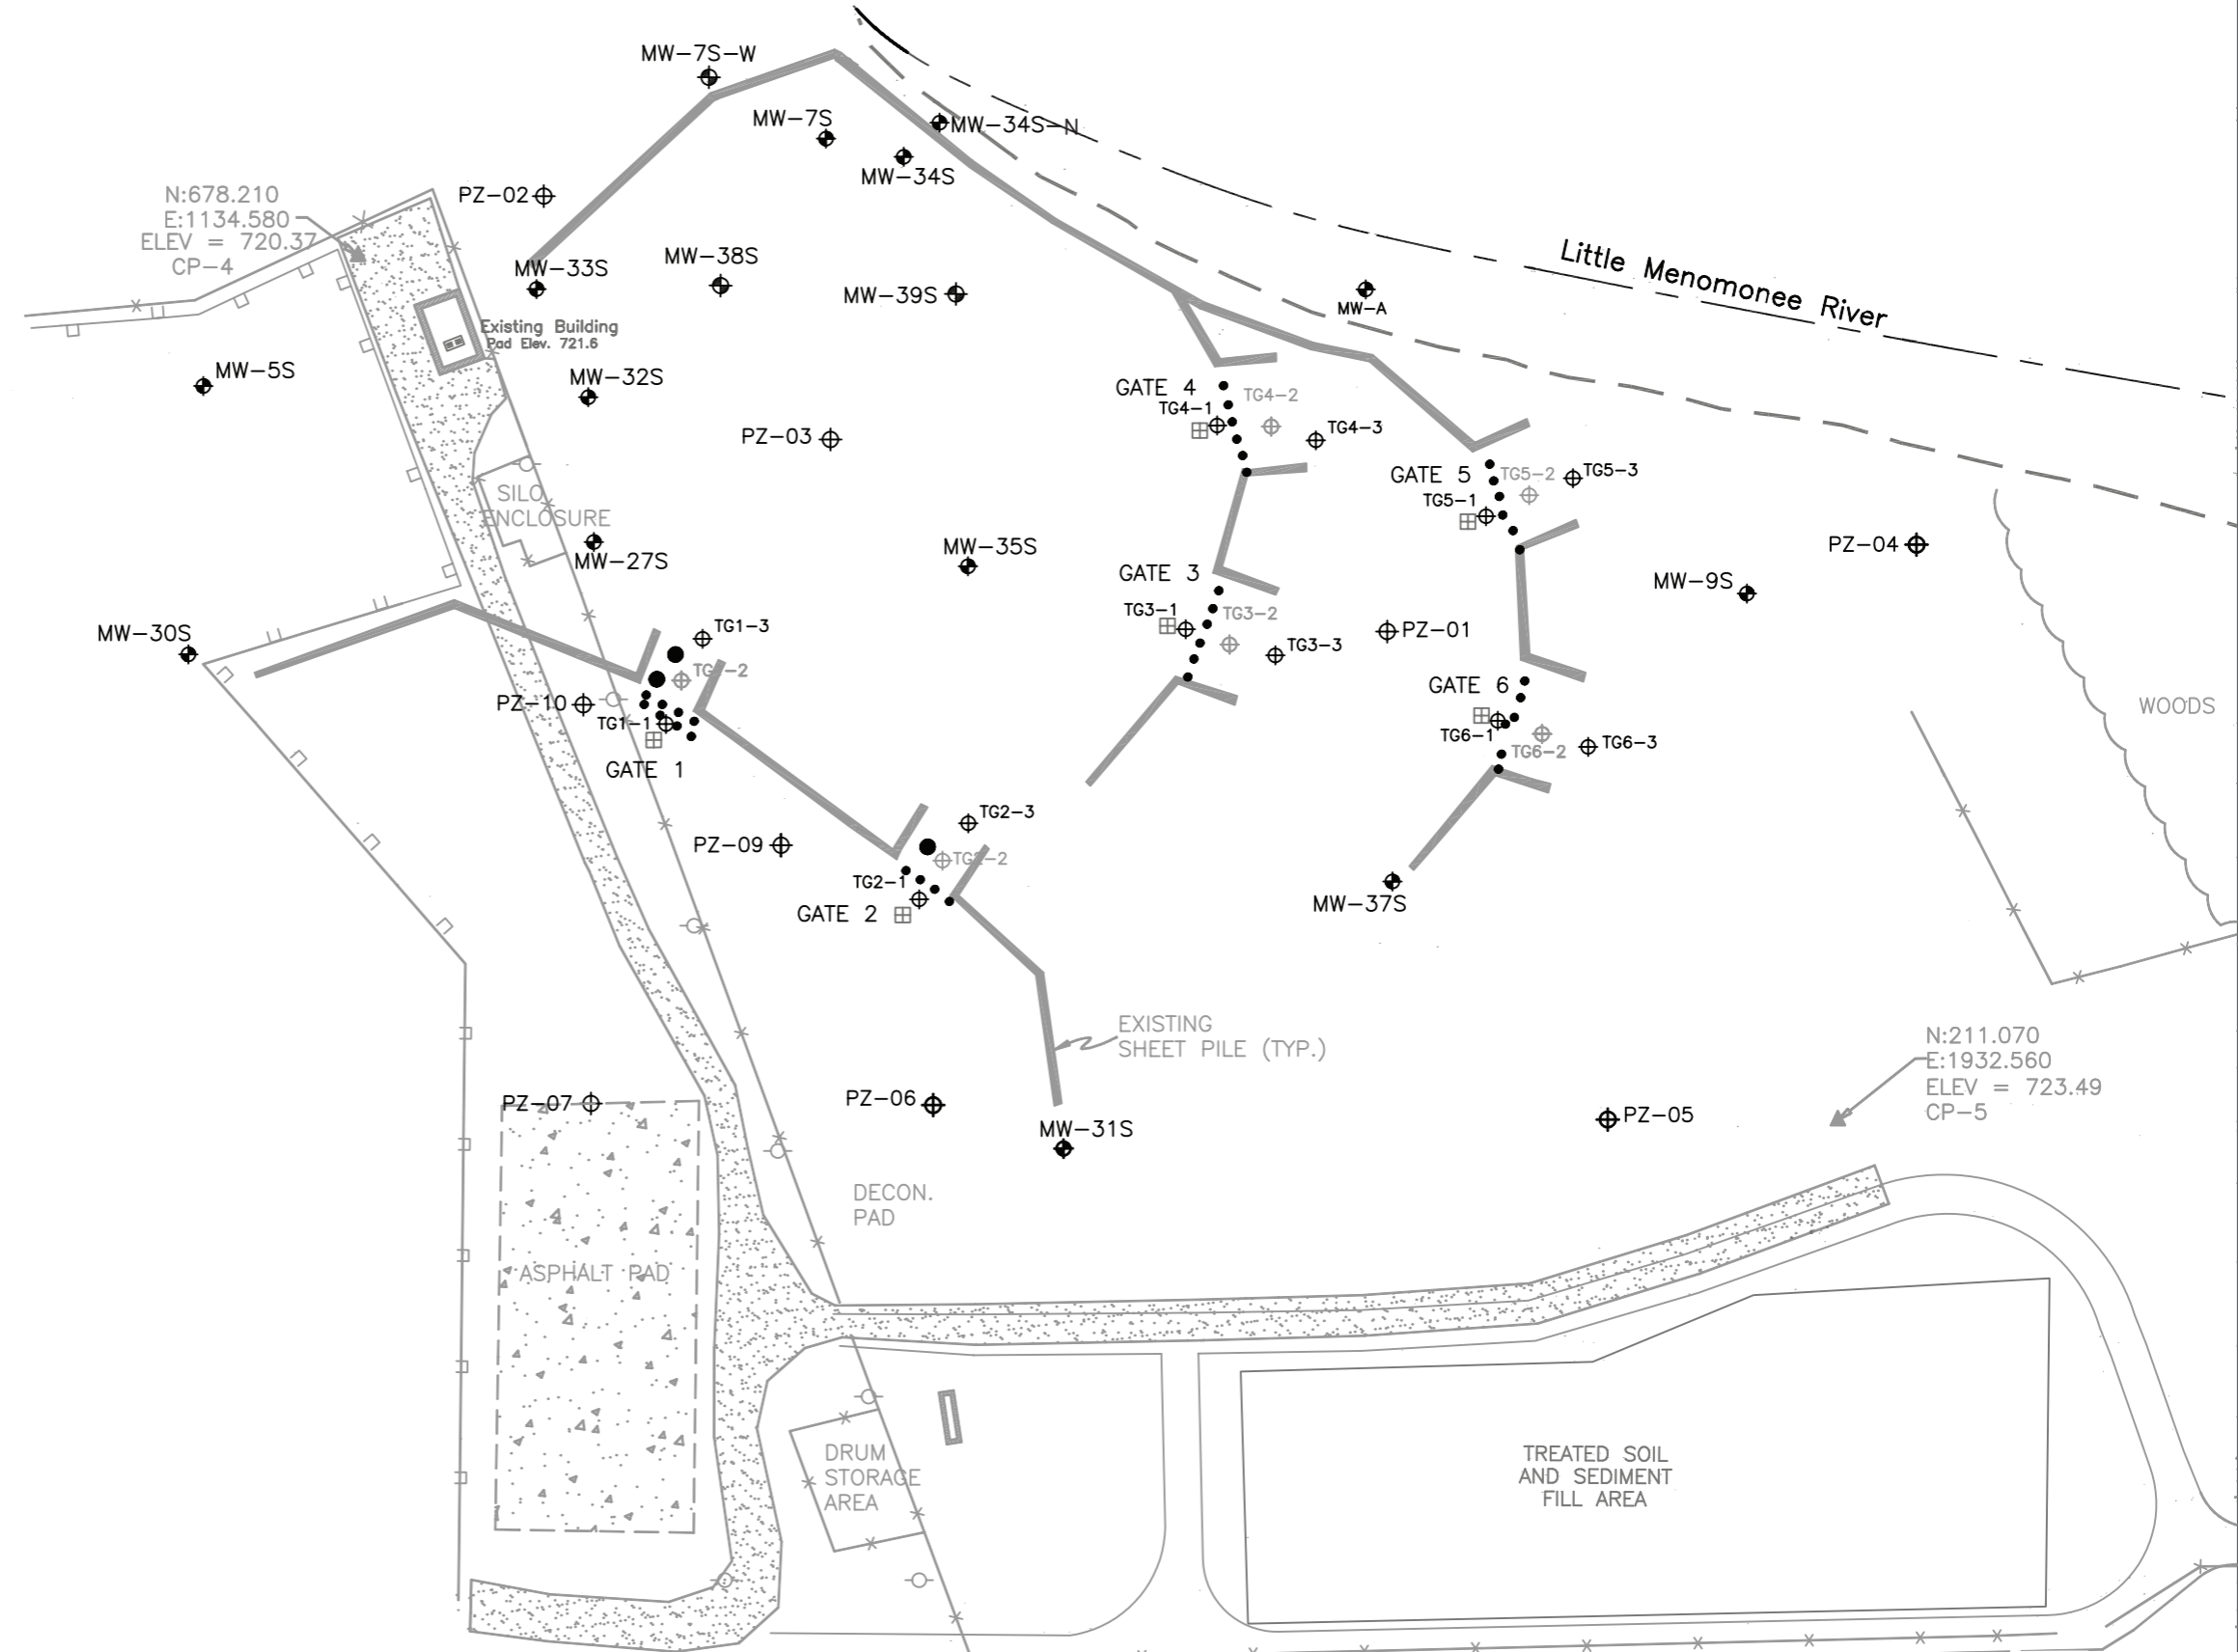 MW-7S-W
MW-7S
MW-34S-N
MW-34S
PZ-02
N:678.210
E:1134.580
ELEV = 720.37
CP-4
MW-33S
MW-38S
MW-39S
MW-A
Little Menomonee River
Existing Building
Pad Elev. 721.6
MW-5S
MW-32S
GATE 4
TG4-1
TG4-2
TG4-3
PZ-03
GATE 5
TG5-1
TG5-2
TG5-3
SILO
ENCLOSURE
MW-27S
MW-35S
GATE 3
TG3-1
TG3-2
TG3-3
PZ-01
PZ-04
MW-9S
MW-30S
TG1-3
TG1-2
PZ-10
TG1-1
GATE 1
GATE 6
TG6-1
TG6-2
TG6-3
WOODS
TG2-3
TG2-2
TG2-1
GATE 2
PZ-09
MW-37S
EXISTING
SHEET PILE (TYP.)
N:211.070
E:1932.560
ELEV = 723.49
CP-5
PZ-07
PZ-06
MW-31S
PZ-05
DECON.
PAD
ASPHALT PAD
DRUM
STORAGE
AREA
TREATED SOIL
AND SEDIMENT
FILL AREA